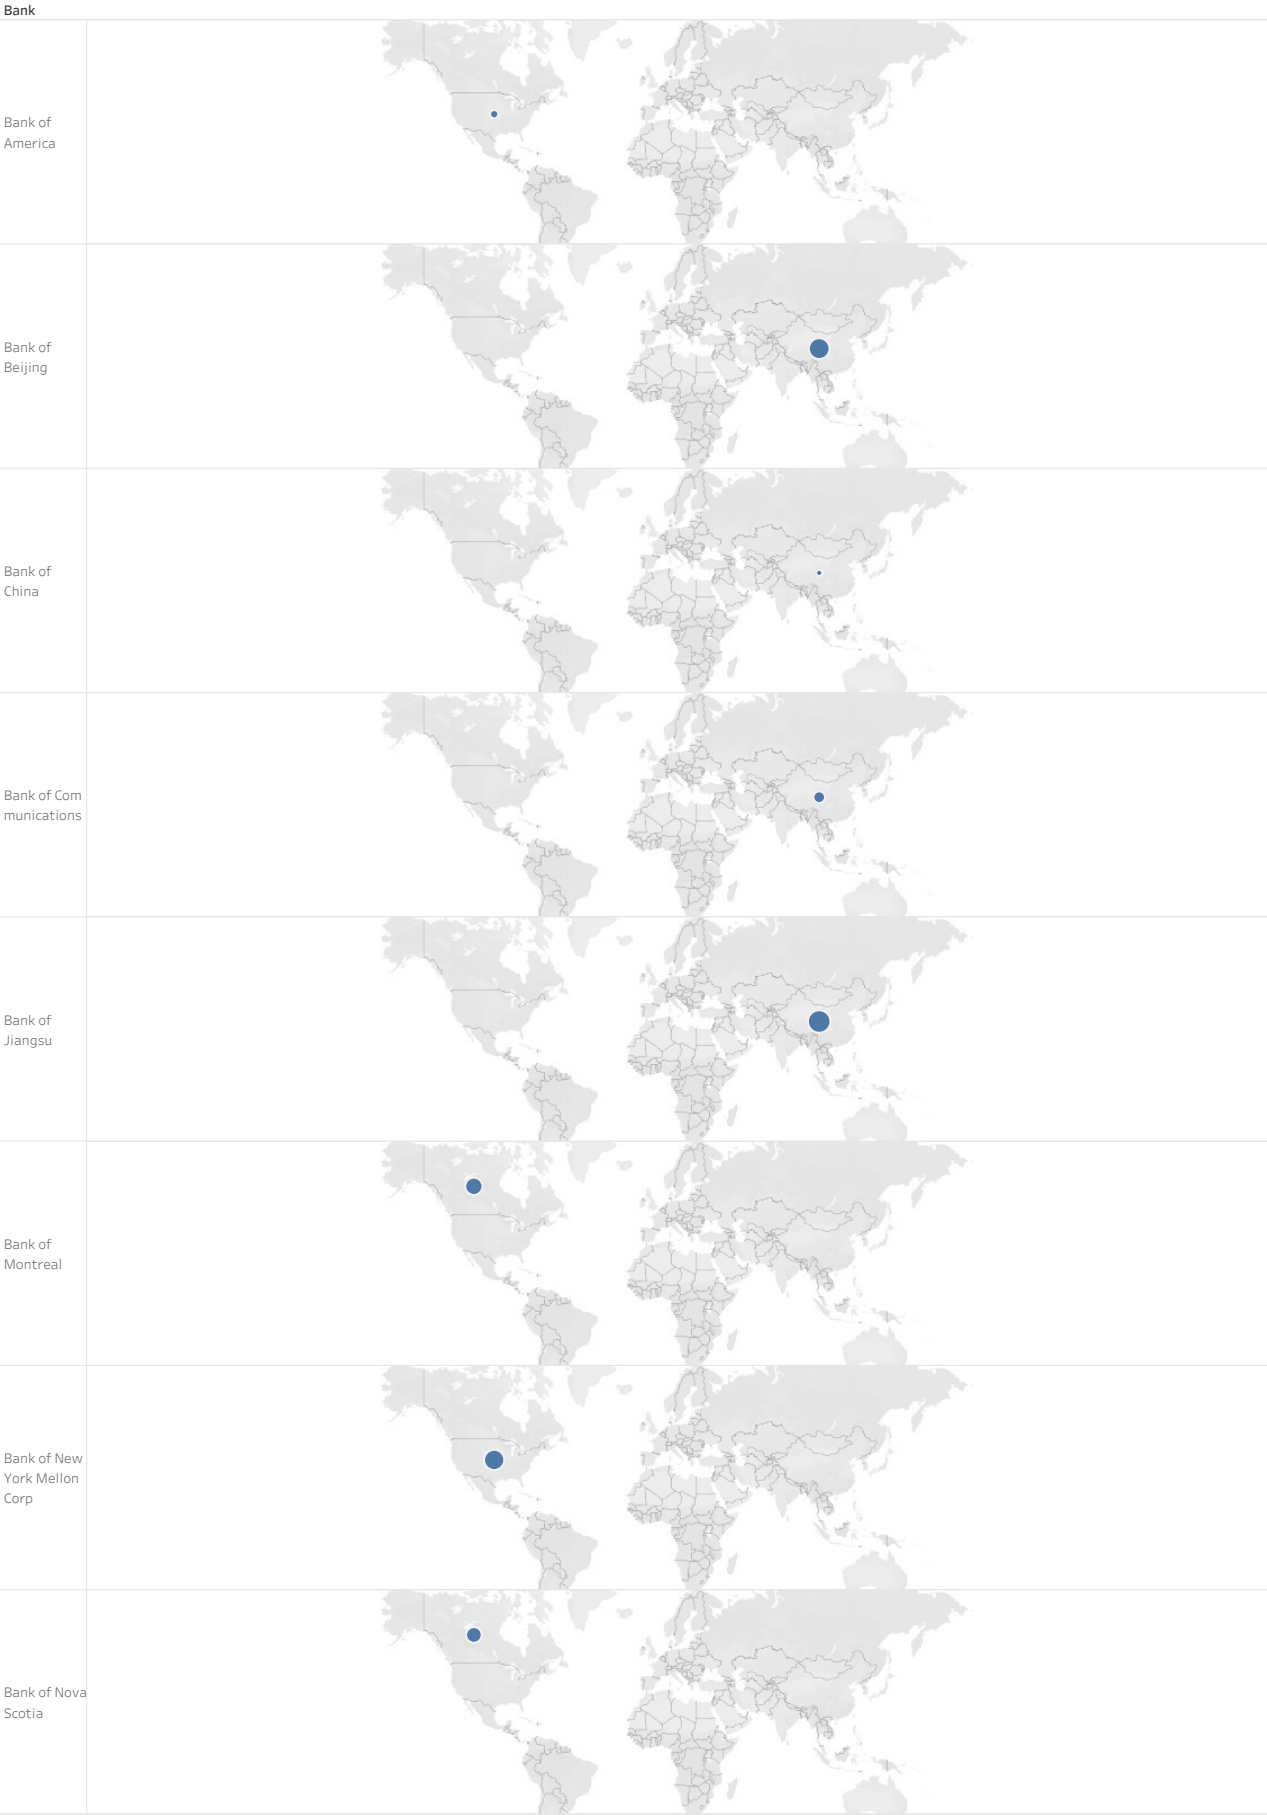 Bank
Bank of
America
Bank of
Beijing
Bank of
China
Bank of Com
munications
Bank of
Jiangsu
Bank of
Montreal
Bank of New
York Mellon
Corp
Bank of Nova
Scotia